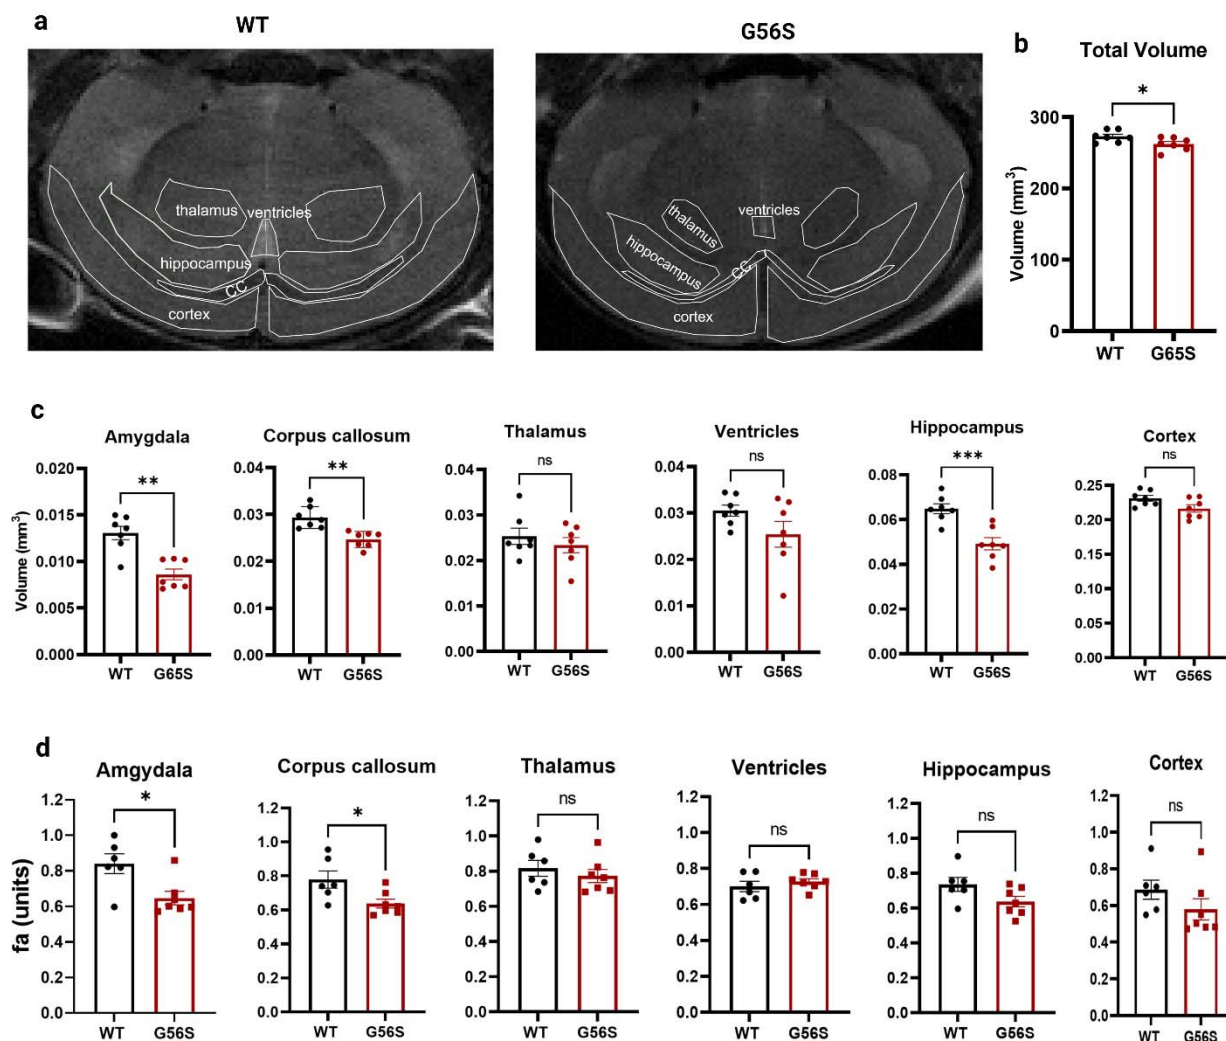 a
WT
G56S
thalamus
ventricles
hippocampus
CC
cortex
thalamus
ventricles
hippocampus
CC
cortex
b
Total Volume
*
Volume (mm³)
300
200
100
0
WT G65S
c
Amygdala
**
Volume (mm³)
0.020
0.015
0.010
0.005
0.000
WT G65S
Corpus callosum
**
0.04
0.03
0.02
0.01
0.00
WT G56S
Thalamus
ns
0.04
0.03
0.02
0.01
0.00
WT G56S
Ventricles
ns
0.04
0.03
0.02
0.01
0.00
WT G56S
Hippocampus
***
0.08
0.06
0.04
0.02
0.00
WT G56S
Cortex
ns
0.25
0.20
0.15
0.10
0.05
0.00
WT G56S
d
Amgydala
*
fa (units)
1.2
1.0
0.8
0.6
0.4
0.2
0.0
WT G56S
Corpus callosum
*
1.2
1.0
0.8
0.6
0.4
0.2
0.0
WT G56S
Thalamus
ns
1.2
1.0
0.8
0.6
0.4
0.2
0.0
WT G56S
Ventricles
ns
1.2
1.0
0.8
0.6
0.4
0.2
0.0
WT G56S
Hippocampus
ns
1.2
1.0
0.8
0.6
0.4
0.2
0.0
WT G56S
Cortex
ns
1.2
1.0
0.8
0.6
0.4
0.2
0.0
WT G56S